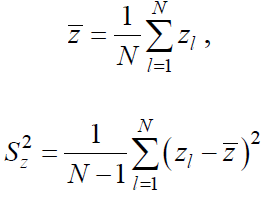 z̅ = 1/N ∑_{l=1}^{N} z_l ,
S_z^2 = 1/(N−1) ∑_{l=1}^{N} (z_l − z̅)^2